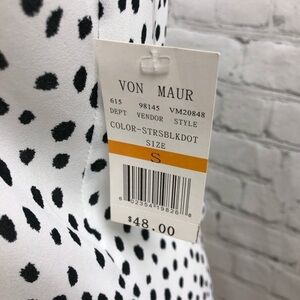 VON MAUR
615 98145 VM20848
DEPT VENDOR STYLE
COLOR-STRSBLKDOT
SIZE
S
$48.00